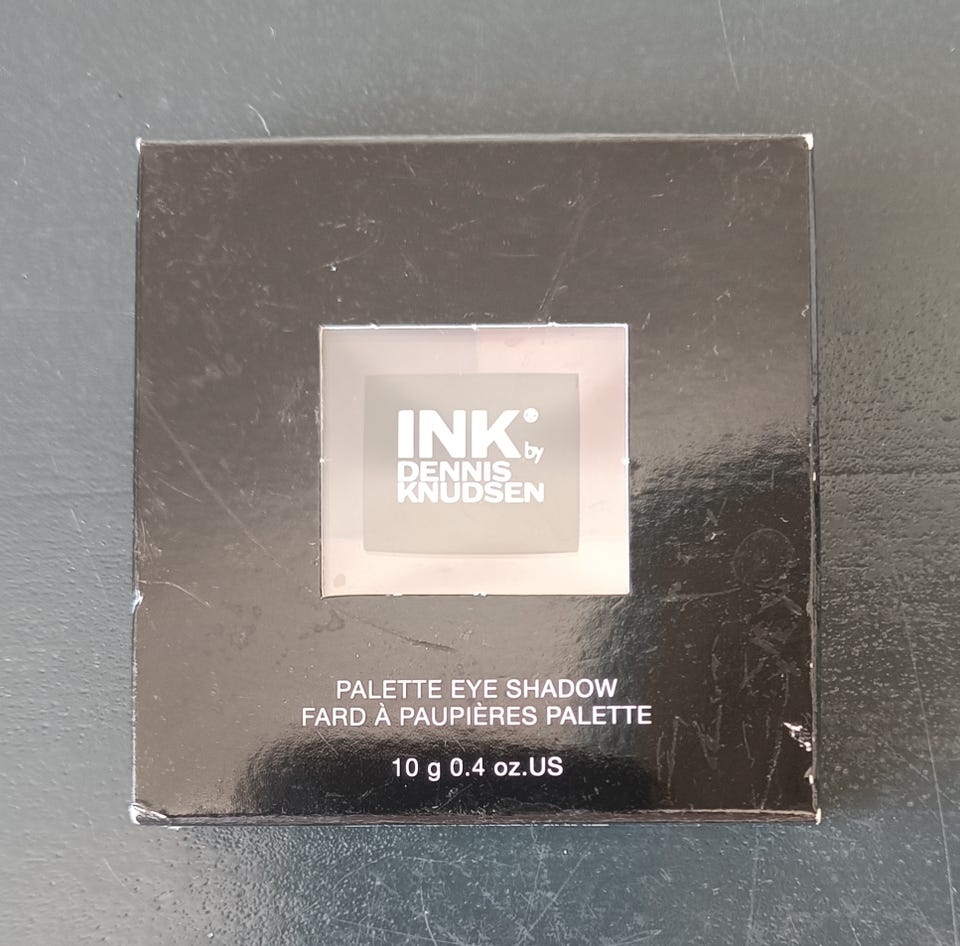 INK
by
DENNIS
KNUDSEN
PALETTE EYE SHADOW
FARD À PAUPIÈRES PALETTE
10 g 0.4 oz.US